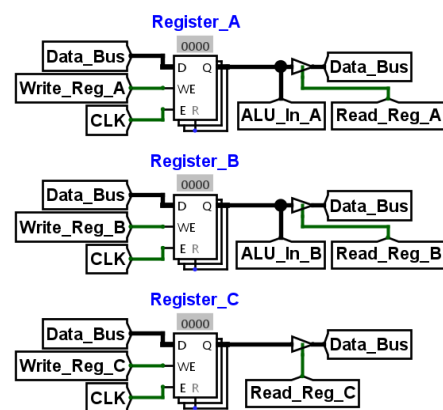 Register_A
0000
Data_Bus
D Q
Data_Bus
Write_Reg_A
WE
CLK
E R
ALU_In_A
Read_Reg_A
Register_B
0000
Data_Bus
D Q
Data_Bus
Write_Reg_B
WE
CLK
E R
ALU_In_B
Read_Reg_B
Register_C
0000
Data_Bus
D Q
Data_Bus
Write_Reg_C
WE
CLK
E R
Read_Reg_C